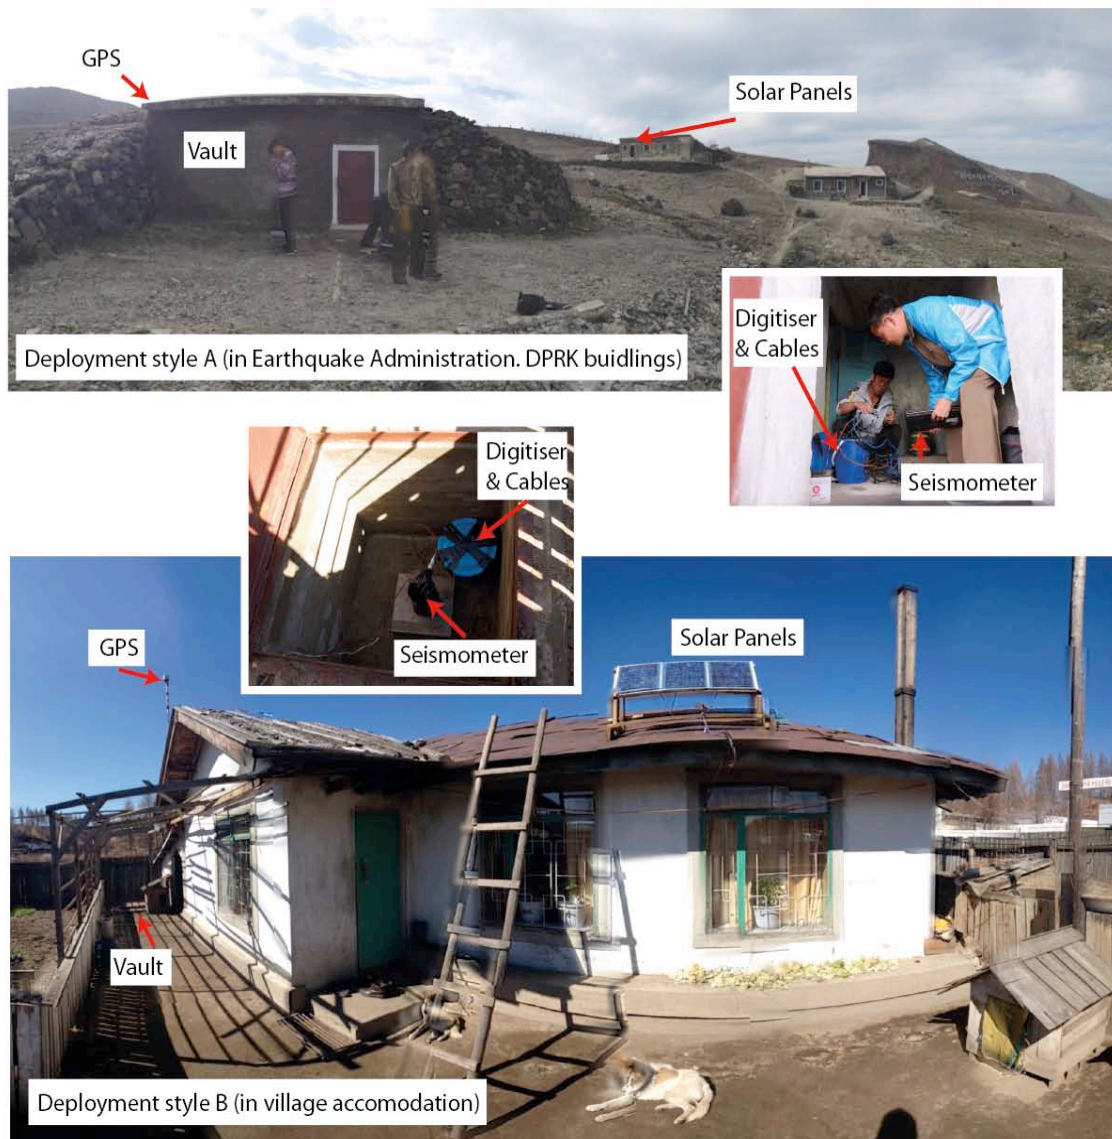 GPS
Solar Panels
Vault
Digitiser
& Cables
Seismometer
Deployment style A (in Earthquake Administration. DPRK buidlings)
Digitiser
& Cables
Seismometer
GPS
Solar Panels
Vault
Deployment style B (in village accomodation)